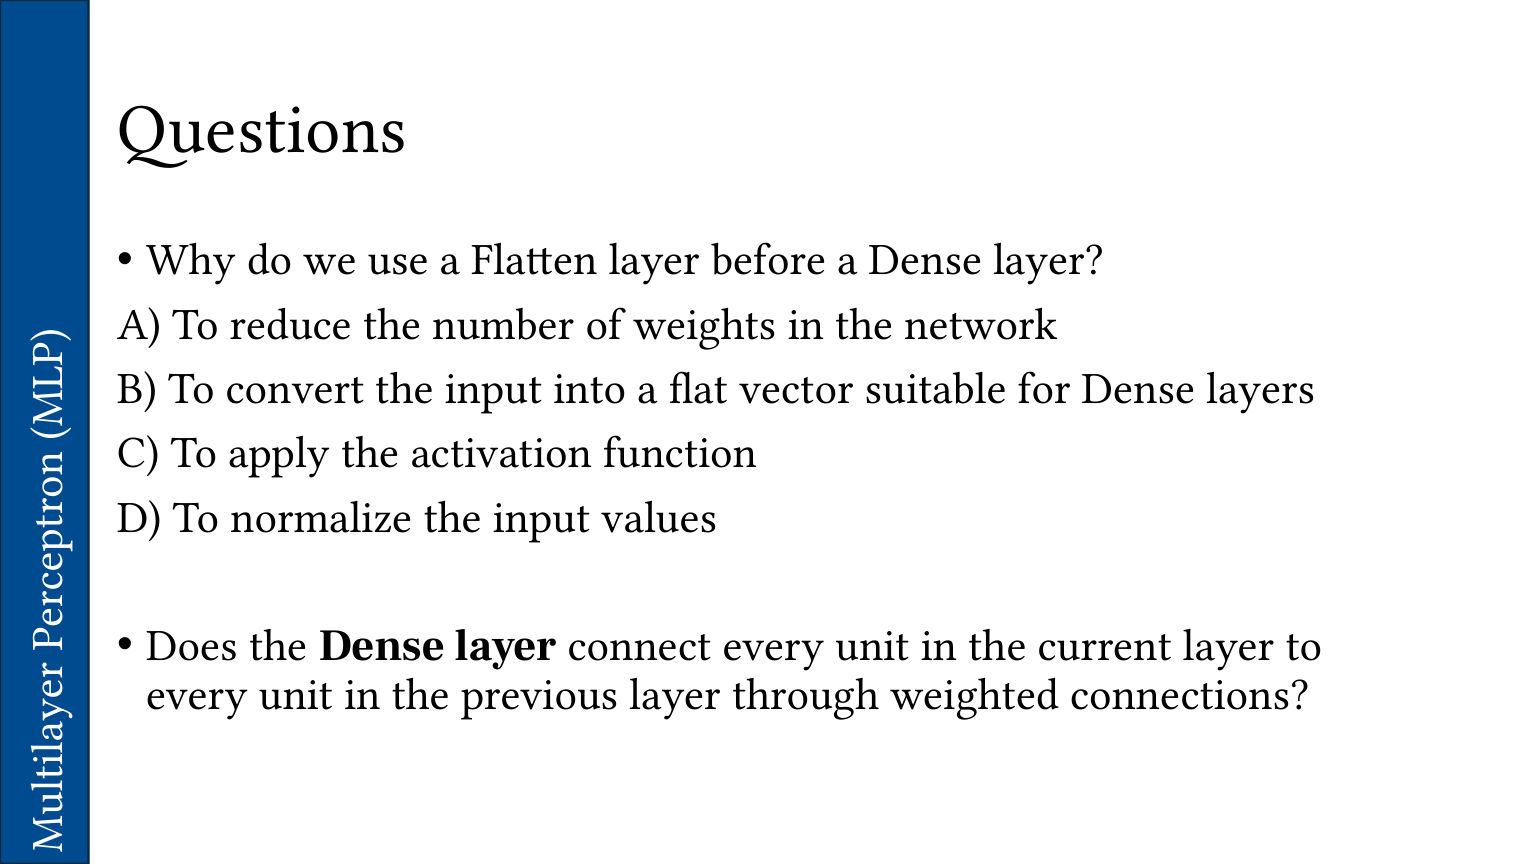 Multilayer Perceptron (MLP)
Questions
• Why do we use a Flatten layer before a Dense layer?
A) To reduce the number of weights in the network
B) To convert the input into a flat vector suitable for Dense layers
C) To apply the activation function
D) To normalize the input values
• Does the Dense layer connect every unit in the current layer to
every unit in the previous layer through weighted connections?